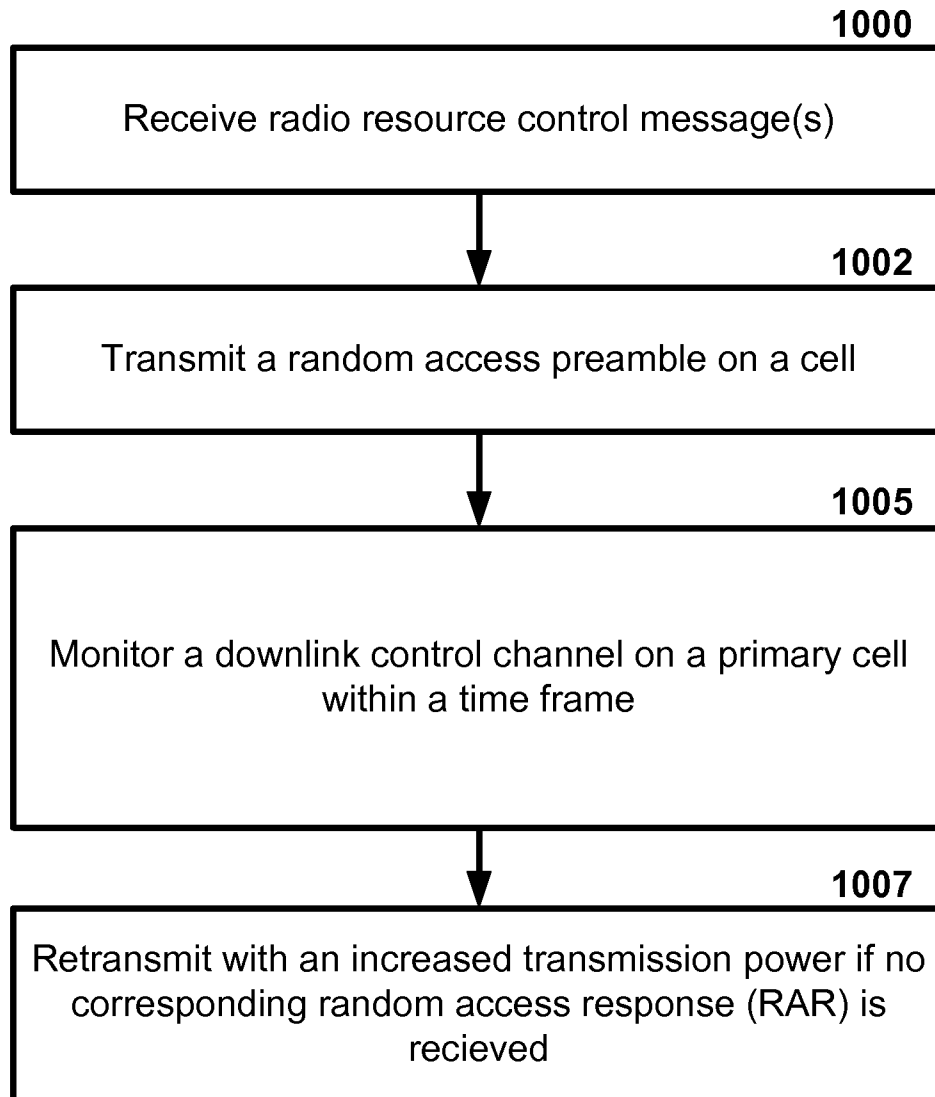 1000
Receive radio resource control message(s)
1002
Transmit a random access preamble on a cell
1005
Monitor a downlink control channel on a primary cell
within a time frame
1007
Retransmit with an increased transmission power if no
corresponding random access response (RAR) is
recieved